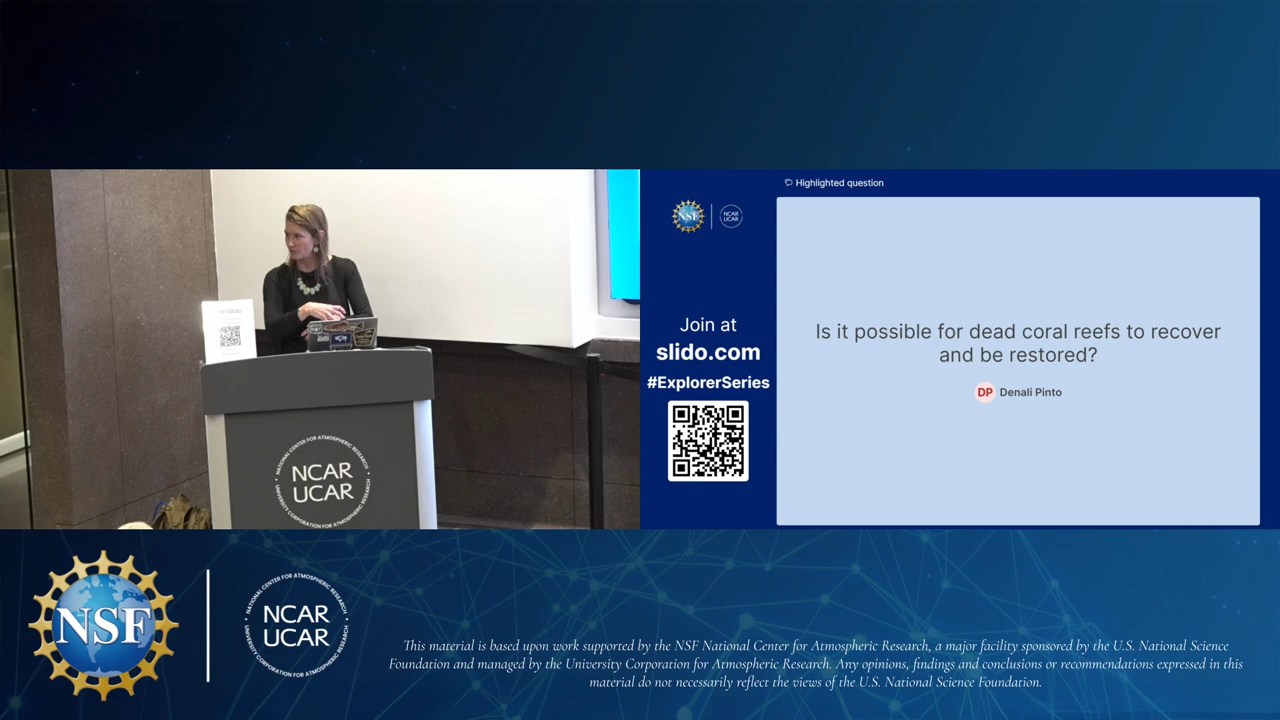 Highlighted question
NSF
NCAR
UCAR
Join at
slido.com
#ExplorerSeries
Is it possible for dead coral reefs to recover
and be restored?
DP Denali Pinto
Slido
NATIONAL CENTER FOR ATMOSPHERIC RESEARCH
NCAR
UCAR
UNIVERSITY CORPORATION FOR ATMOSPHERIC RESEARCH
NSF
NATIONAL CENTER FOR ATMOSPHERIC RESEARCH
NCAR
UCAR
UNIVERSITY CORPORATION FOR ATMOSPHERIC RESEARCH
This material is based upon work supported by the NSF National Center for Atmospheric Research, a major facility sponsored by the U.S. National Science
Foundation and managed by the University Corporation for Atmospheric Research. Any opinions, findings and conclusions or recommendations expressed in this
material do not necessarily reflect the views of the U.S. National Science Foundation.